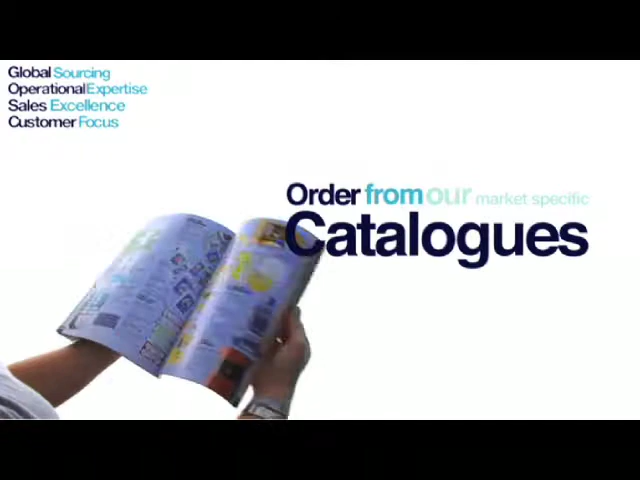 Global Sourcing
Operational Expertise
Sales Excellence
Customer Focus
Order from our market specific
Catalogues